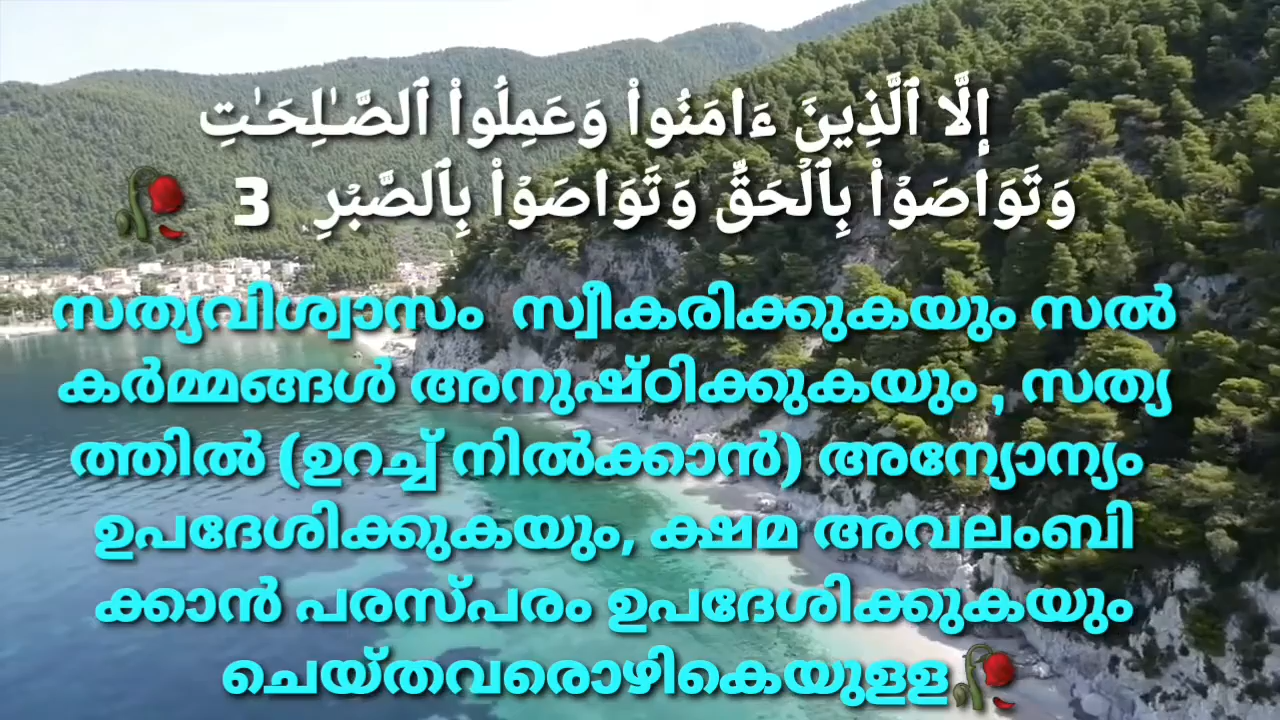 إِلَّا ٱلَّذِينَ ءَامَنُوا۟ وَعَمِلُوا۟ ٱلصَّـٰلِحَـٰتِ
وَتَوَاصَوْا۟ بِٱلْحَقِّ وَتَوَاصَوْا۟ بِٱلصَّبْرِ 3 🥀
സത്യവിശ്വാസം സ്വീകരിക്കുകയും സൽ
കർമ്മങ്ങൾ അനുഷ്ഠിക്കുകയും , സത്യ
ത്തിൽ (ഉറച്ച് നിൽക്കാൻ) അന്യോന്യം
ഉപദേശിക്കുകയും, ക്ഷമ അവലംബി
ക്കാൻ പരസ്പരം ഉപദേശിക്കുകയും
ചെയ്തവരൊഴികെയുളള🥀